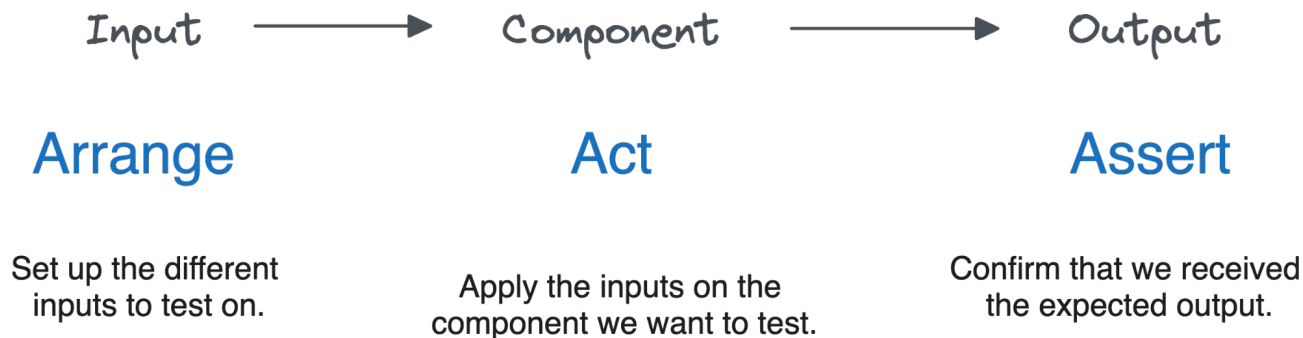 Input
Component
Output
Arrange
Act
Assert
Set up the different
inputs to test on.
Apply the inputs on the
component we want to test.
Confirm that we received
the expected output.